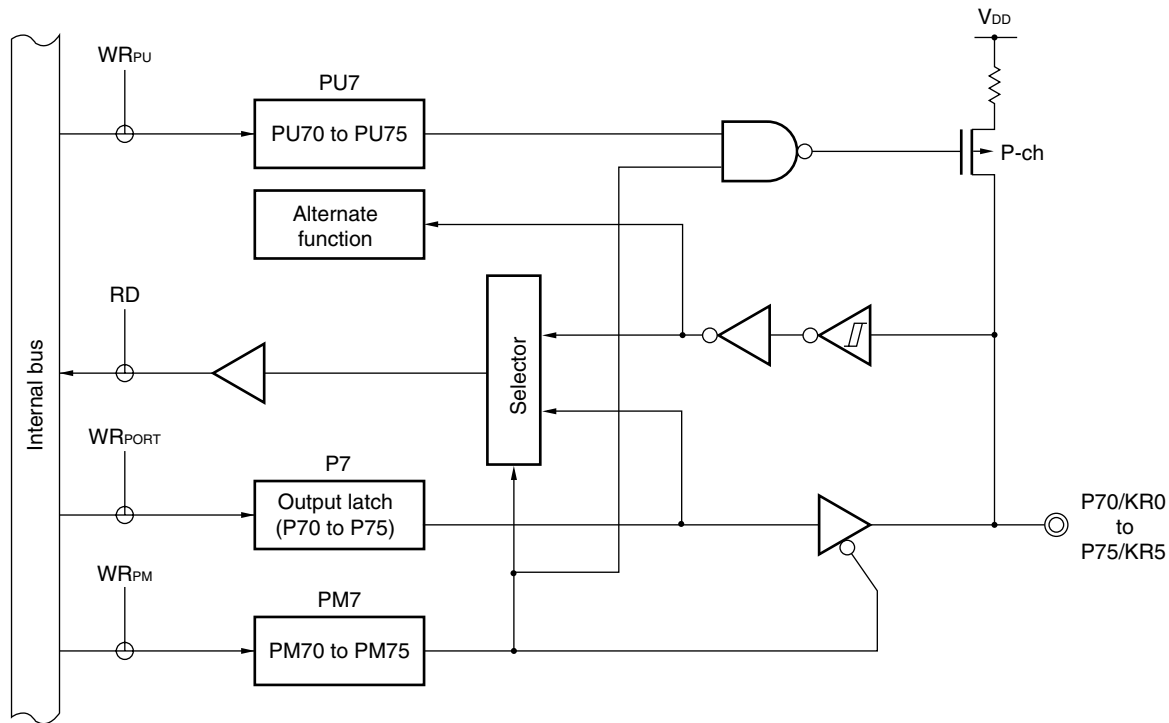 VDD
WRPU
PU7
PU70 to PU75
P-ch
Alternate
function
RD
Selector
Internal bus
WRPORT
P7
Output latch
(P70 to P75)
P70/KR0
to
P75/KR5
WRPM
PM7
PM70 to PM75